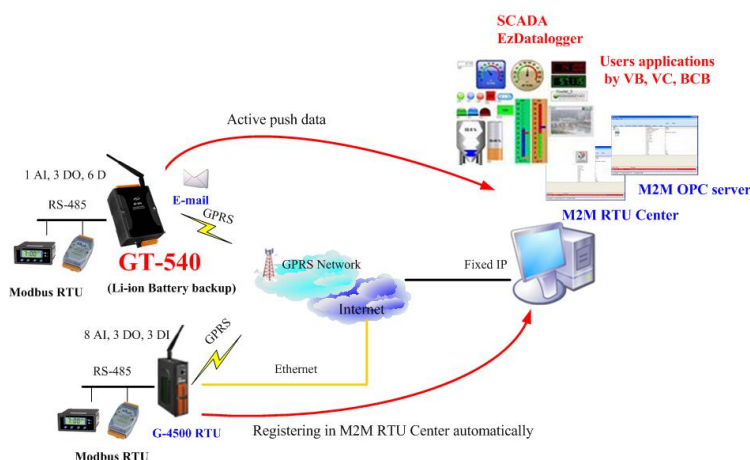 SCADA
EzDatalogger
Users applications
by VB, VC, BCB
Active push data
1 AI, 3 DO, 6 D
E-mail
M2M OPC server
RS-485
GPRS
M2M RTU Center
GT-540
(Li-ion Battery backup)
Modbus RTU
GPRS Network
Fixed IP
Internet
8 AI, 3 DO, 3 DI
GPRS
RS-485
Ethernet
G-4500 RTU
Registering in M2M RTU Center automatically
Modbus RTU